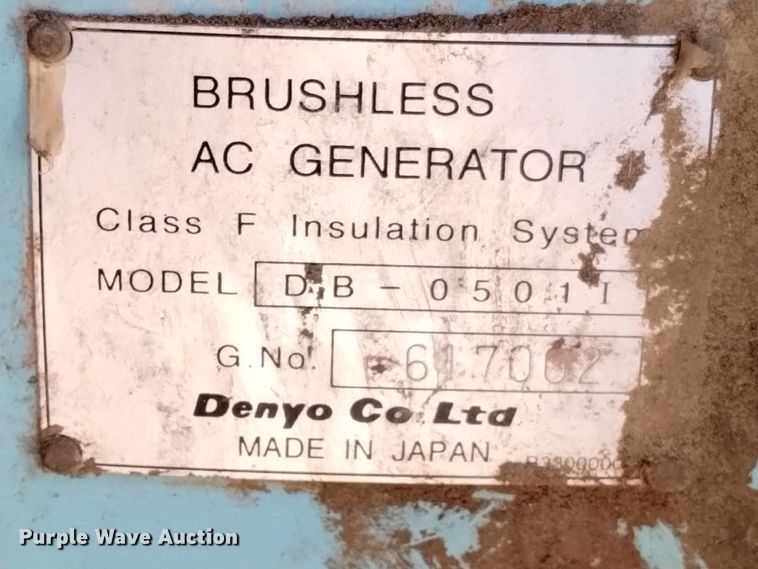 BRUSHLESS
AC GENERATOR
Class F Insulation System
MODEL DB-0501I
G.No. 617002
Denyo Co.Ltd
MADE IN JAPAN
Purple Wave Auction